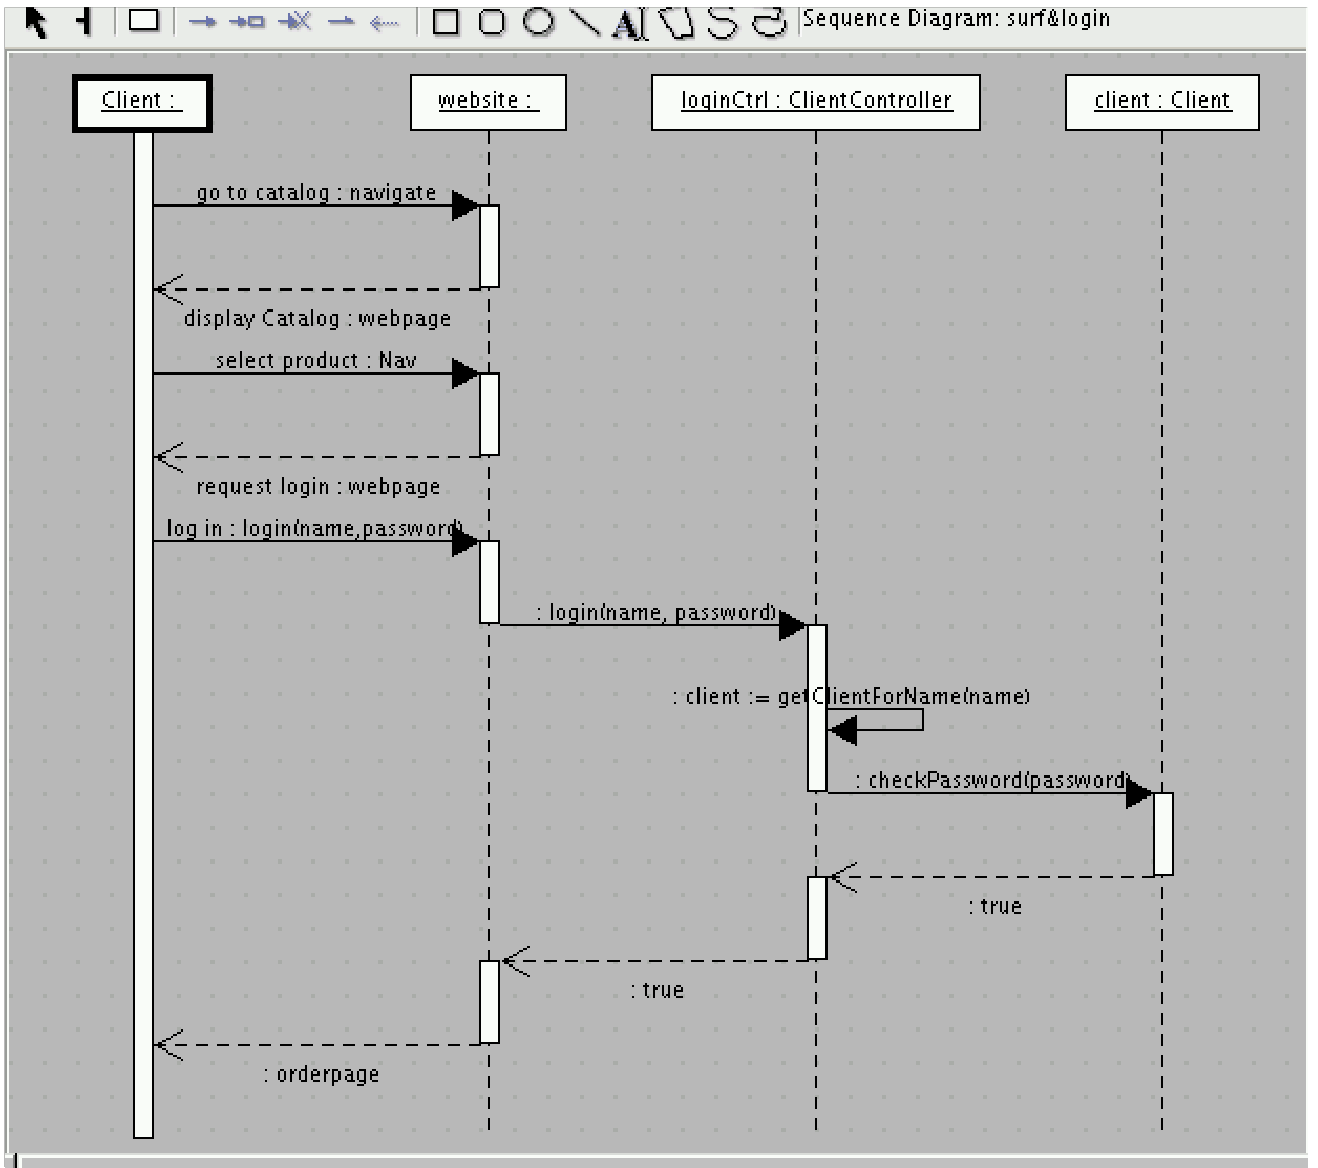 Sequence Diagram: surf&login
Client :
website :
loginCtrl : ClientController
client : Client
go to catalog : navigate
display Catalog : webpage
select product : Nav
request login : webpage
log in : login(name,password)
: login(name, password)
: client := getClientForName(name)
: checkPassword(password)
: true
: true
: orderpage